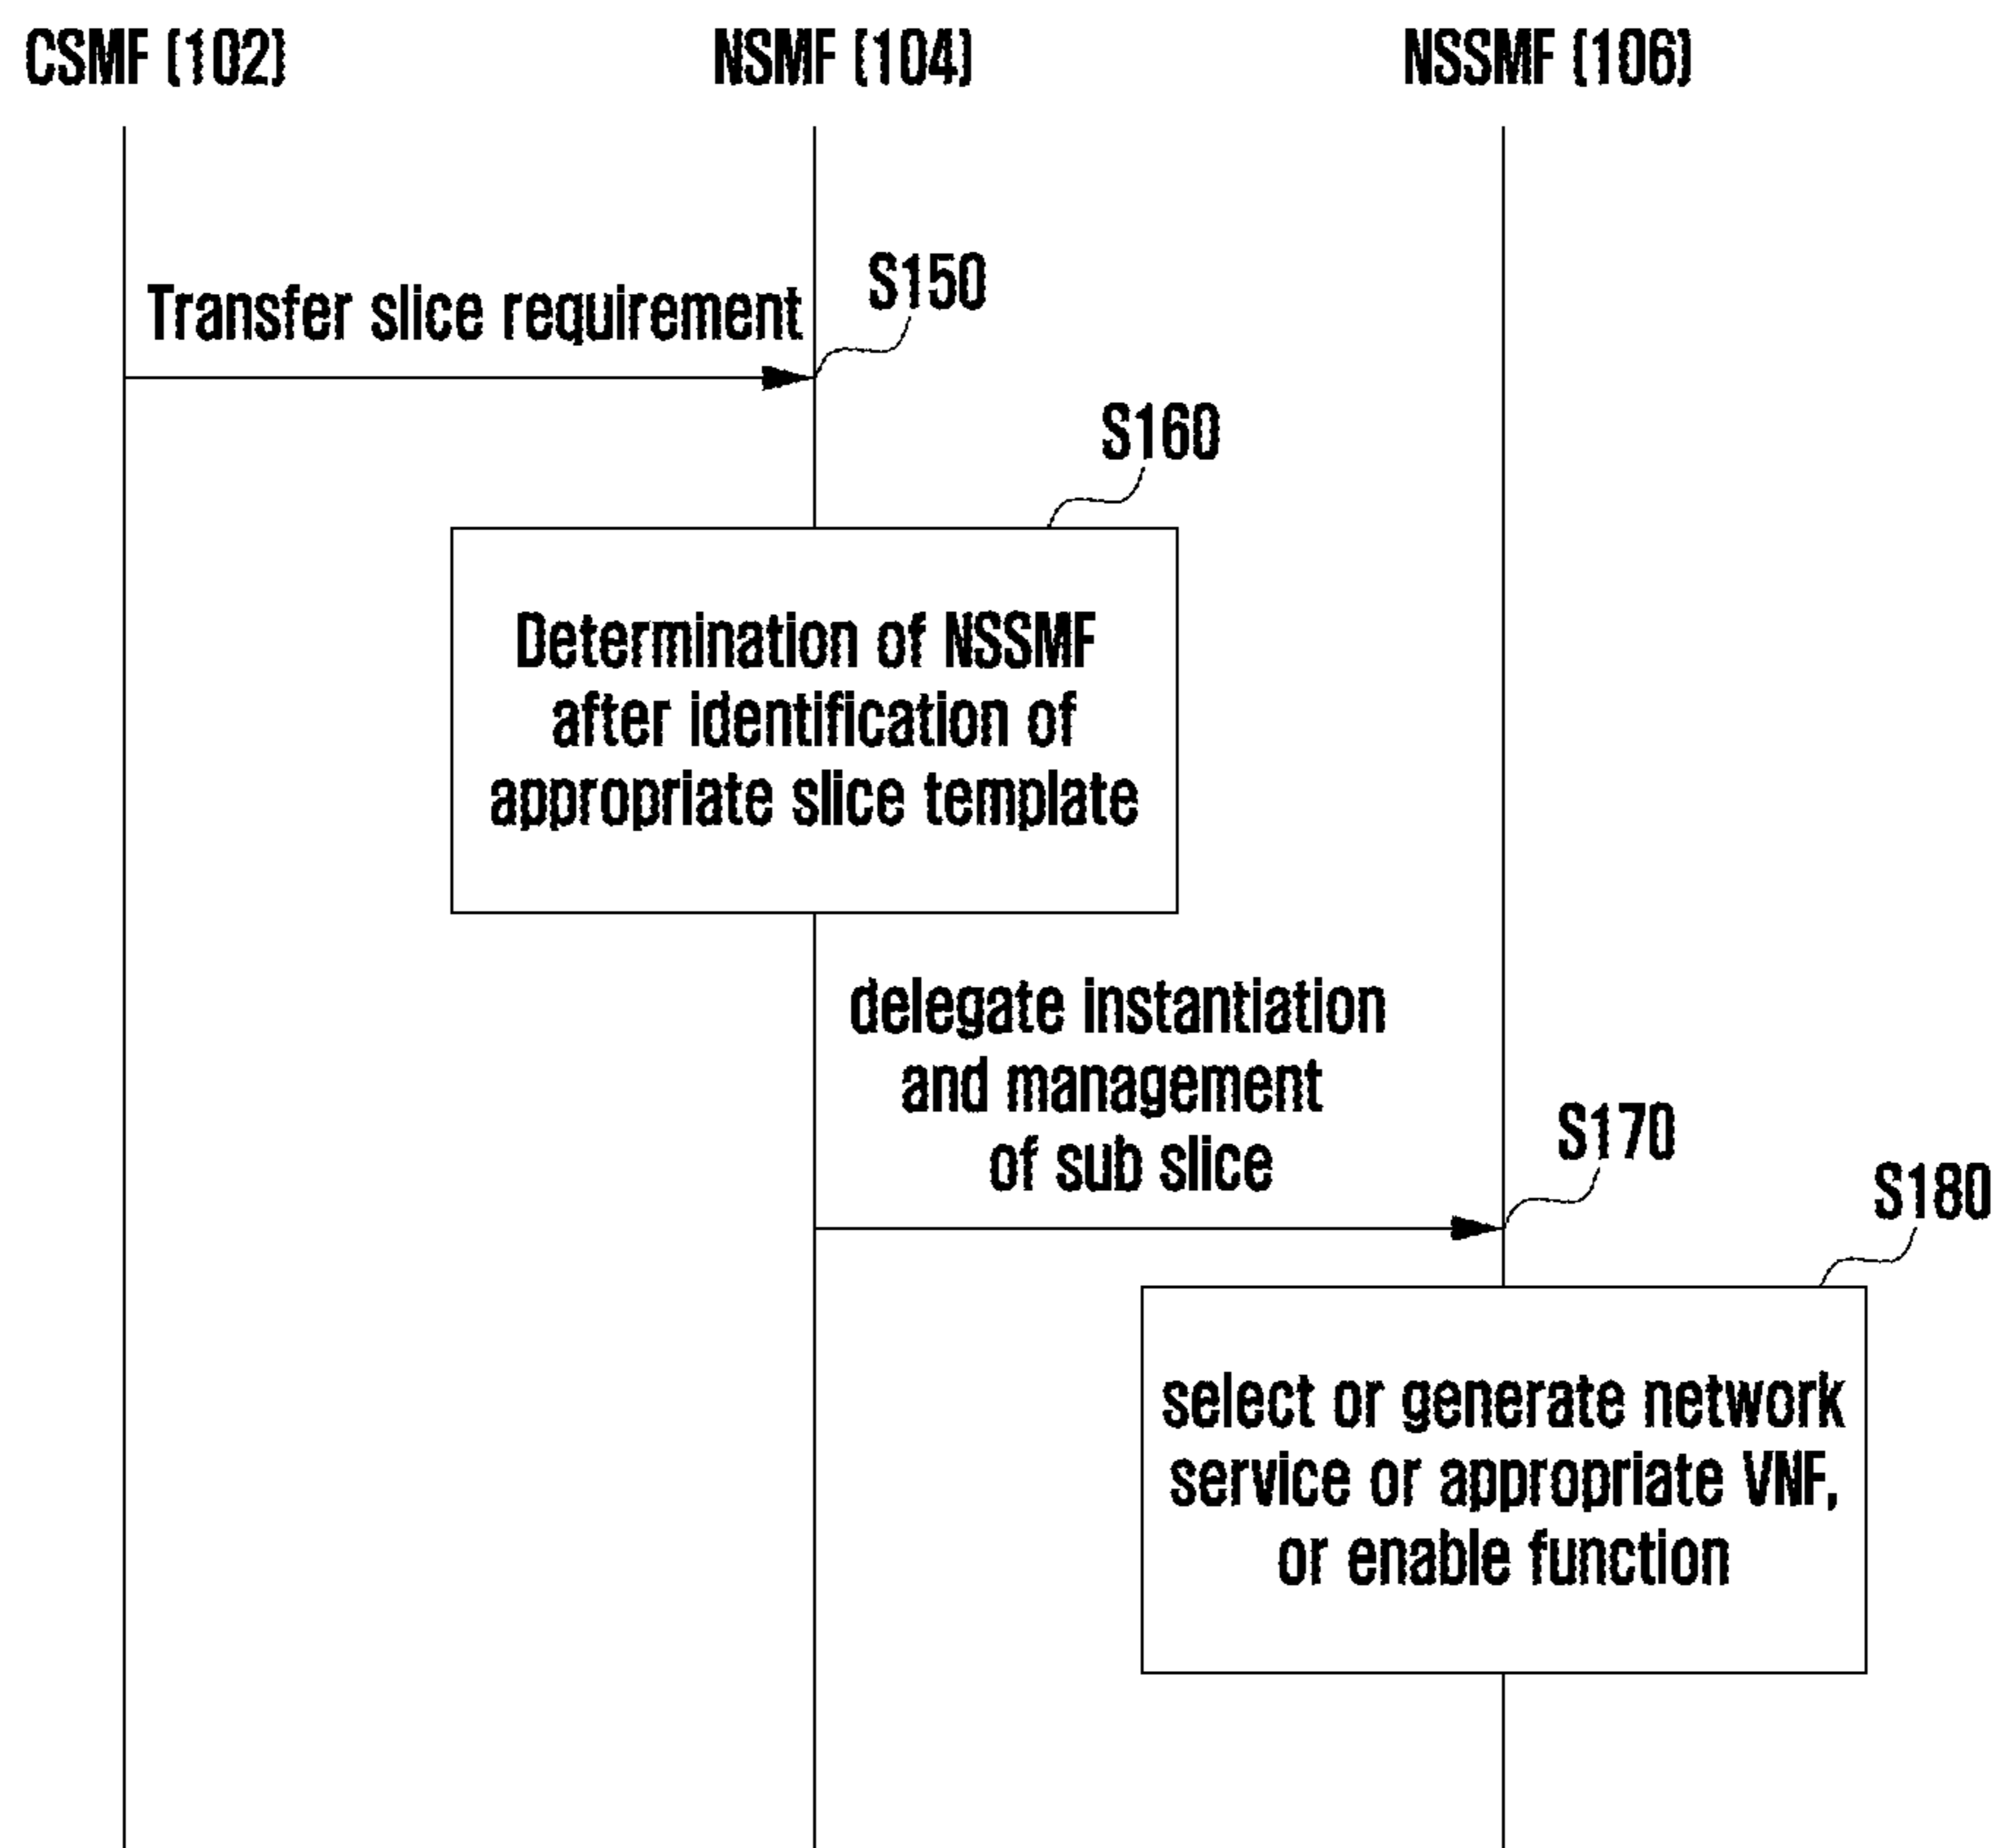 CSMF (102)
NSMF (104)
NSSMF (106)
Transfer slice requirement
S150
S160
Determination of NSSMF
after identification of
appropriate slice template
delegate instantiation
and management
of sub slice
S170
S180
select or generate network
service or appropriate VNF,
or enable function